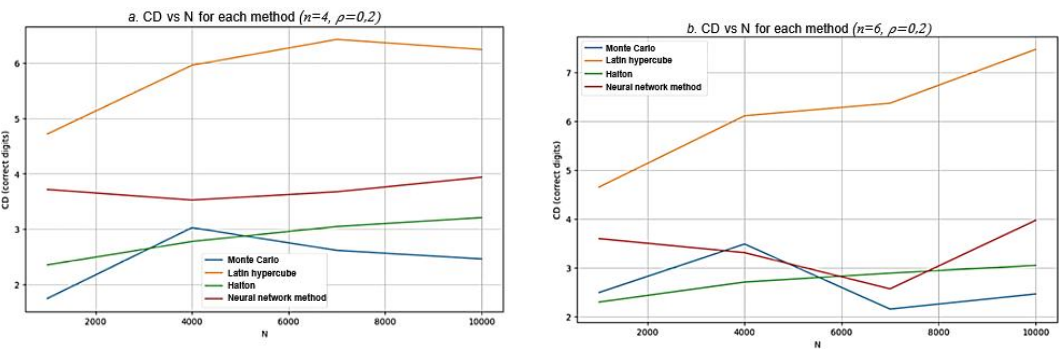 a. CD vs N for each method (n=4, ρ=0,2)
CD (correct digits)
6
5
4
3
2
Monte Carlo
Latin hypercube
Halton
Neural network method
2000 4000 6000 8000 10000
N
b. CD vs N for each method (n=6, ρ=0,2)
Monte Carlo
Latin hypercube
Halton
Neural network method
CD (correct digits)
7
6
5
4
3
2
2000 4000 6000 8000 10000
N